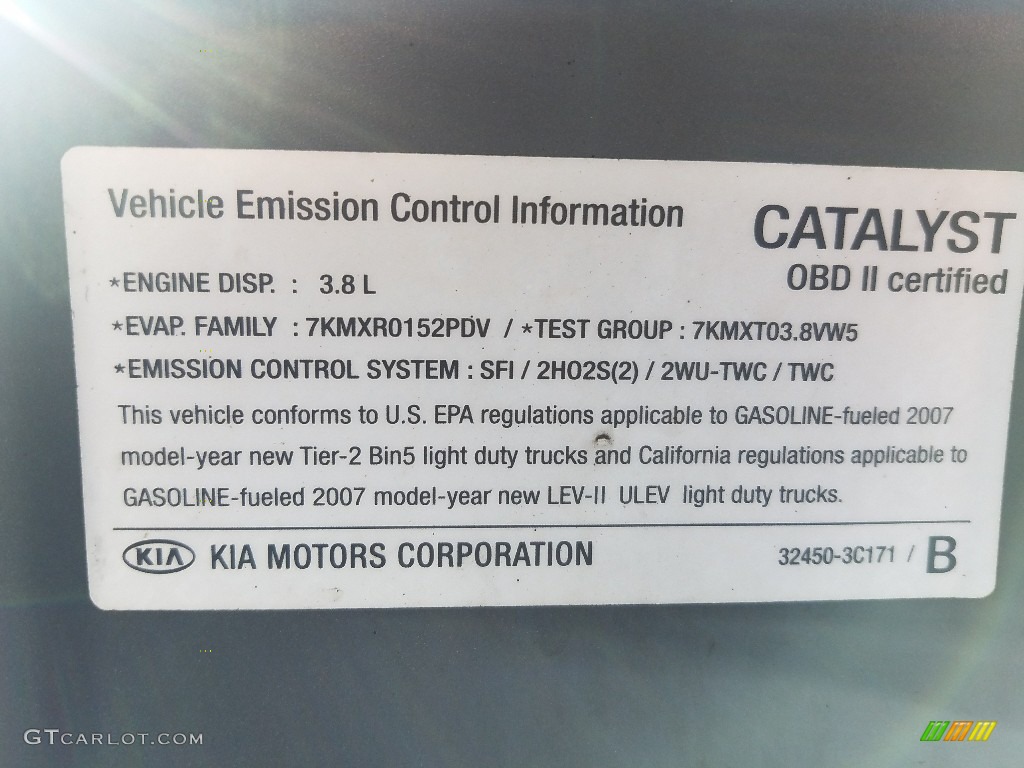 Vehicle Emission Control Information
CATALYST
OBD II certified
*ENGINE DISP. : 3.8 L
*EVAP. FAMILY : 7KMXR0152PDV / *TEST GROUP : 7KMXT03.8VW5
*EMISSION CONTROL SYSTEM : SFI / 2HO2S(2) / 2WU-TWC / TWC
This vehicle conforms to U.S. EPA regulations applicable to GASOLINE-fueled 2007
model-year new Tier-2 Bin5 light duty trucks and California regulations applicable to
GASOLINE-fueled 2007 model-year new LEV-II ULEV light duty trucks.
KIA KIA MOTORS CORPORATION 32450-3C171 / B
GTCARLOT.COM